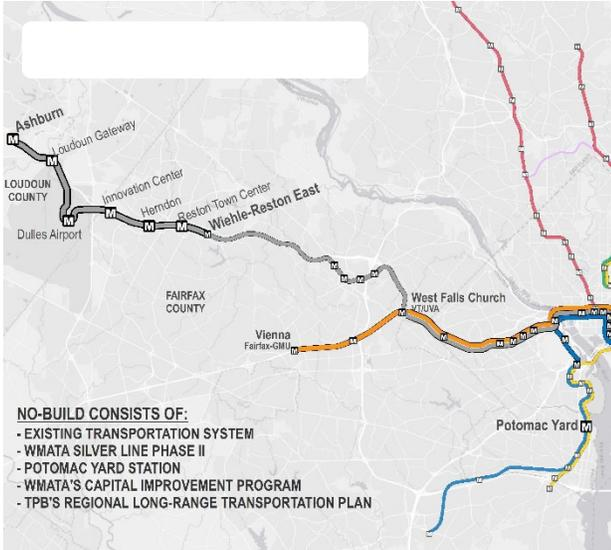 Ashburn
Loudoun Gateway
LOUDOUN
COUNTY
Innovation Center
Herndon
Reston Town Center
Wiehle-Reston East
Dulles Airport
FAIRFAX
COUNTY
West Falls Church
VT/UVA
Vienna
Fairfax-GMU
Potomac Yard
NO-BUILD CONSISTS OF:
- EXISTING TRANSPORTATION SYSTEM
- WMATA SILVER LINE PHASE II
- POTOMAC YARD STATION
- WMATA'S CAPITAL IMPROVEMENT PROGRAM
- TPB'S REGIONAL LONG-RANGE TRANSPORTATION PLAN